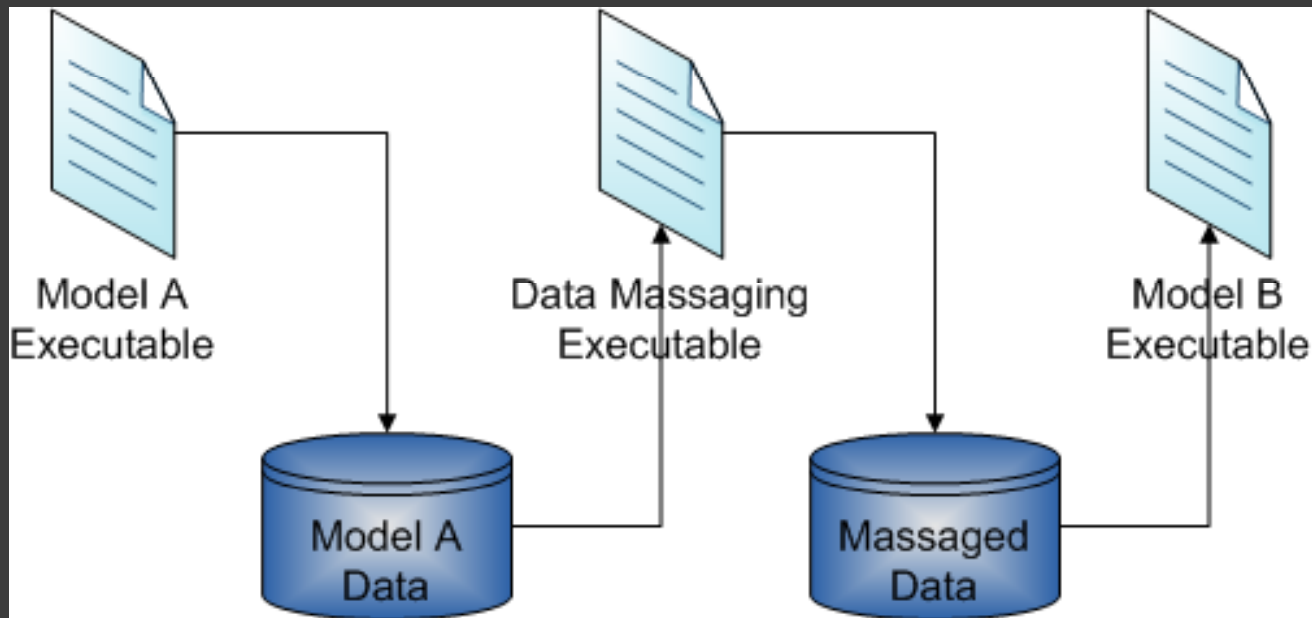 Model A
Executable
Data Massaging
Executable
Model B
Executable
Model A
Data
Massaged
Data